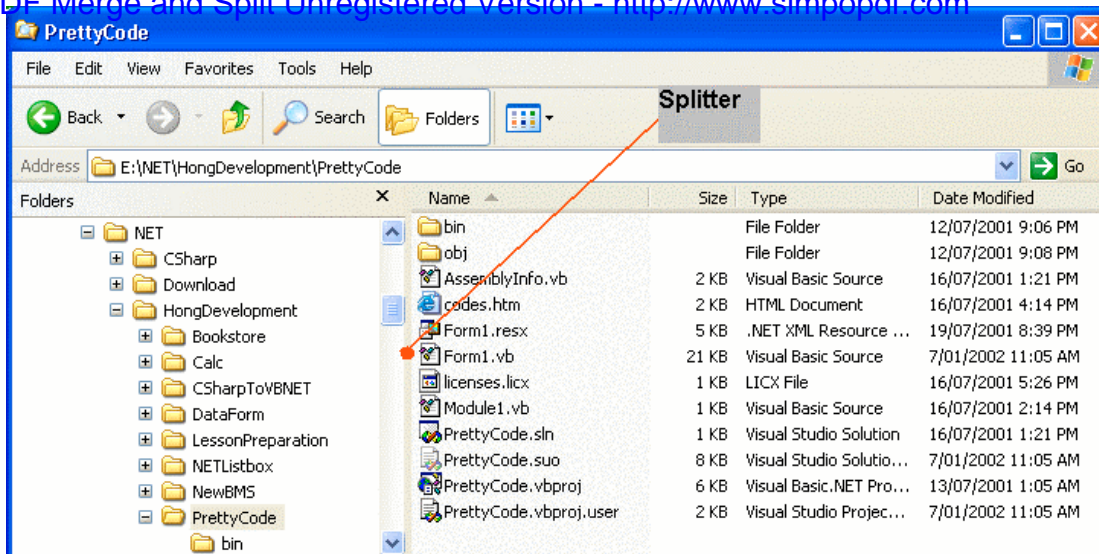 DF Merge and Split Unregistered Version - http://www.simpopdf.com
PrettyCode
File Edit View Favorites Tools Help
Back Search Folders
Splitter
Address E:\NET\HongDevelopment\PrettyCode Go
Folders Name Size Type Date Modified
NET bin File Folder 12/07/2001 9:06 PM
CSharp obj File Folder 12/07/2001 9:08 PM
Download AssemblyInfo.vb 2 KB Visual Basic Source 16/07/2001 1:21 PM
HongDevelopment codes.htm 2 KB HTML Document 16/07/2001 4:14 PM
Bookstore Form1.resx 5 KB .NET XML Resource ... 19/07/2001 8:39 PM
Calc Form1.vb 21 KB Visual Basic Source 7/01/2002 11:05 AM
CSharpToVBNET licenses.licx 1 KB LICX File 16/07/2001 5:26 PM
DataForm Module1.vb 1 KB Visual Basic Source 16/07/2001 2:14 PM
LessonPreparation PrettyCode.sln 1 KB Visual Studio Solution 16/07/2001 1:21 PM
NETListbox PrettyCode.suo 8 KB Visual Studio Solutio... 7/01/2002 11:05 AM
NewBMS PrettyCode.vbproj 6 KB Visual Basic.NET Pro... 13/07/2001 1:05 AM
PrettyCode PrettyCode.vbproj.user 2 KB Visual Studio Projec... 7/01/2002 11:05 AM
bin